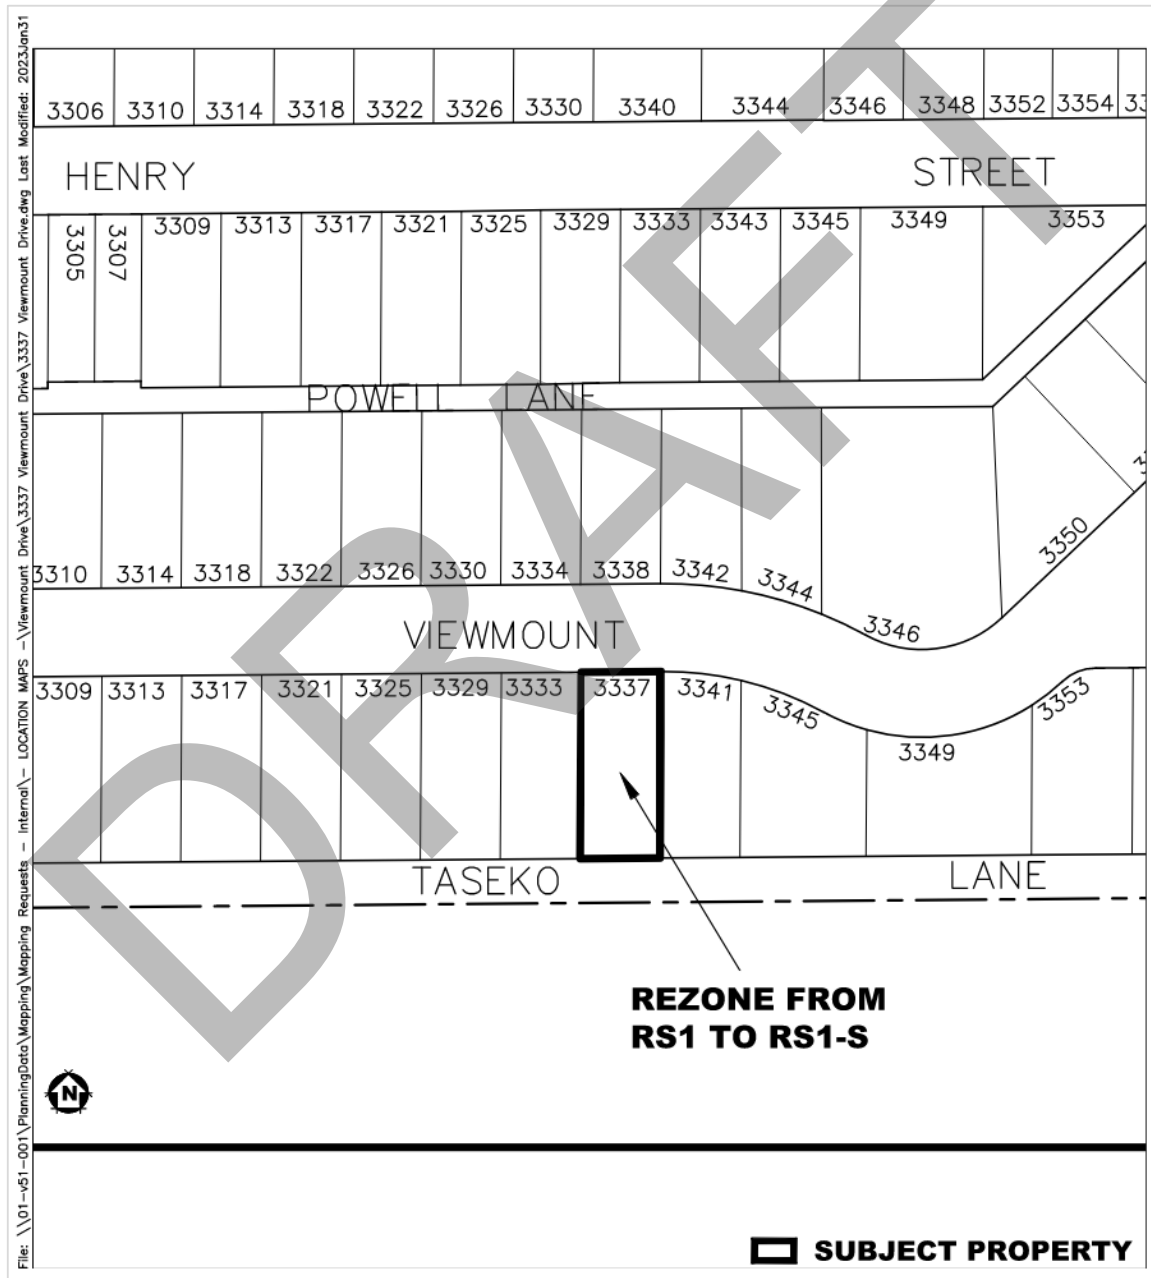 File: \\01-v51-001\PlanningData\Mapping\Mapping Requests - Internal\- LOCATION MAPS -\Viewmount Drive\3337 Viewmount Drive\3337 Viewmount Drive.dwg Last Modified: 2023Jan31
3306 3310 3314 3318 3322 3326 3330 3340 3344 3346 3348 3352 3354
HENRY STREET
3305 3307 3309 3313 3317 3321 3325 3329 3333 3343 3345 3349 3353
POWELL LANE
3310 3314 3318 3322 3326 3330 3334 3338 3342 3344 3346 3350
VIEWMOUNT
3309 3313 3317 3321 3325 3329 3333 3337 3341 3345 3349 3353
TASEKO LANE
REZONE FROM
RS1 TO RS1-S
N
SUBJECT PROPERTY
DRAFT